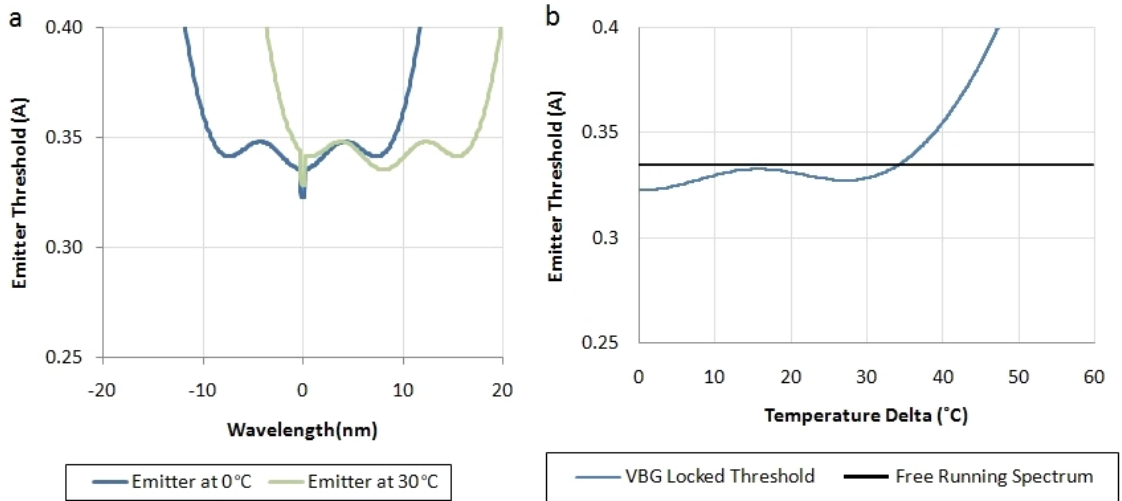 a
0.40
0.35
0.30
0.25
Emitter Threshold (A)
-20
-10
0
10
20
Wavelength(nm)
Emitter at 0°C
Emitter at 30°C
b
0.4
0.35
0.3
0.25
Emitter Threshold (A)
0
10
20
30
40
50
60
Temperature Delta (°C)
VBG Locked Threshold
Free Running Spectrum